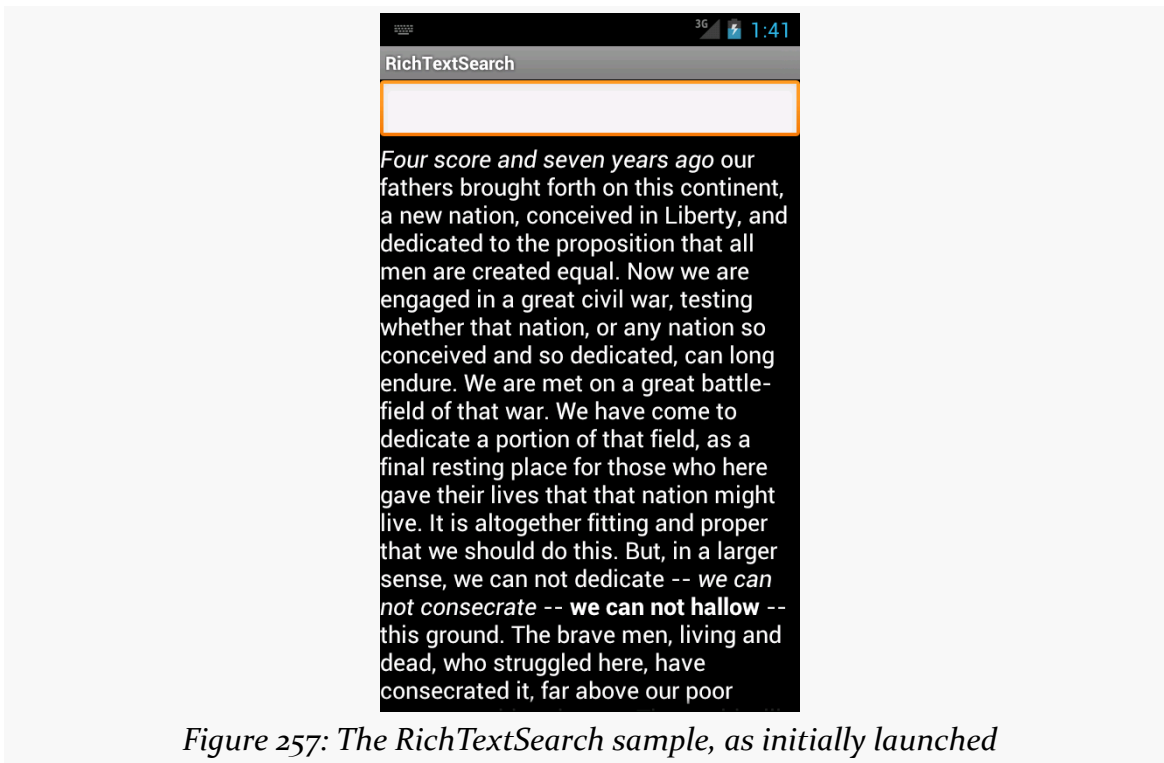 3G 1:41
RichTextSearch
Four score and seven years ago our
fathers brought forth on this continent,
a new nation, conceived in Liberty, and
dedicated to the proposition that all
men are created equal. Now we are
engaged in a great civil war, testing
whether that nation, or any nation so
conceived and so dedicated, can long
endure. We are met on a great battle-
field of that war. We have come to
dedicate a portion of that field, as a
final resting place for those who here
gave their lives that that nation might
live. It is altogether fitting and proper
that we should do this. But, in a larger
sense, we can not dedicate -- we can
not consecrate -- we can not hallow --
this ground. The brave men, living and
dead, who struggled here, have
consecrated it, far above our poor
Figure 257: The RichTextSearch sample, as initially launched